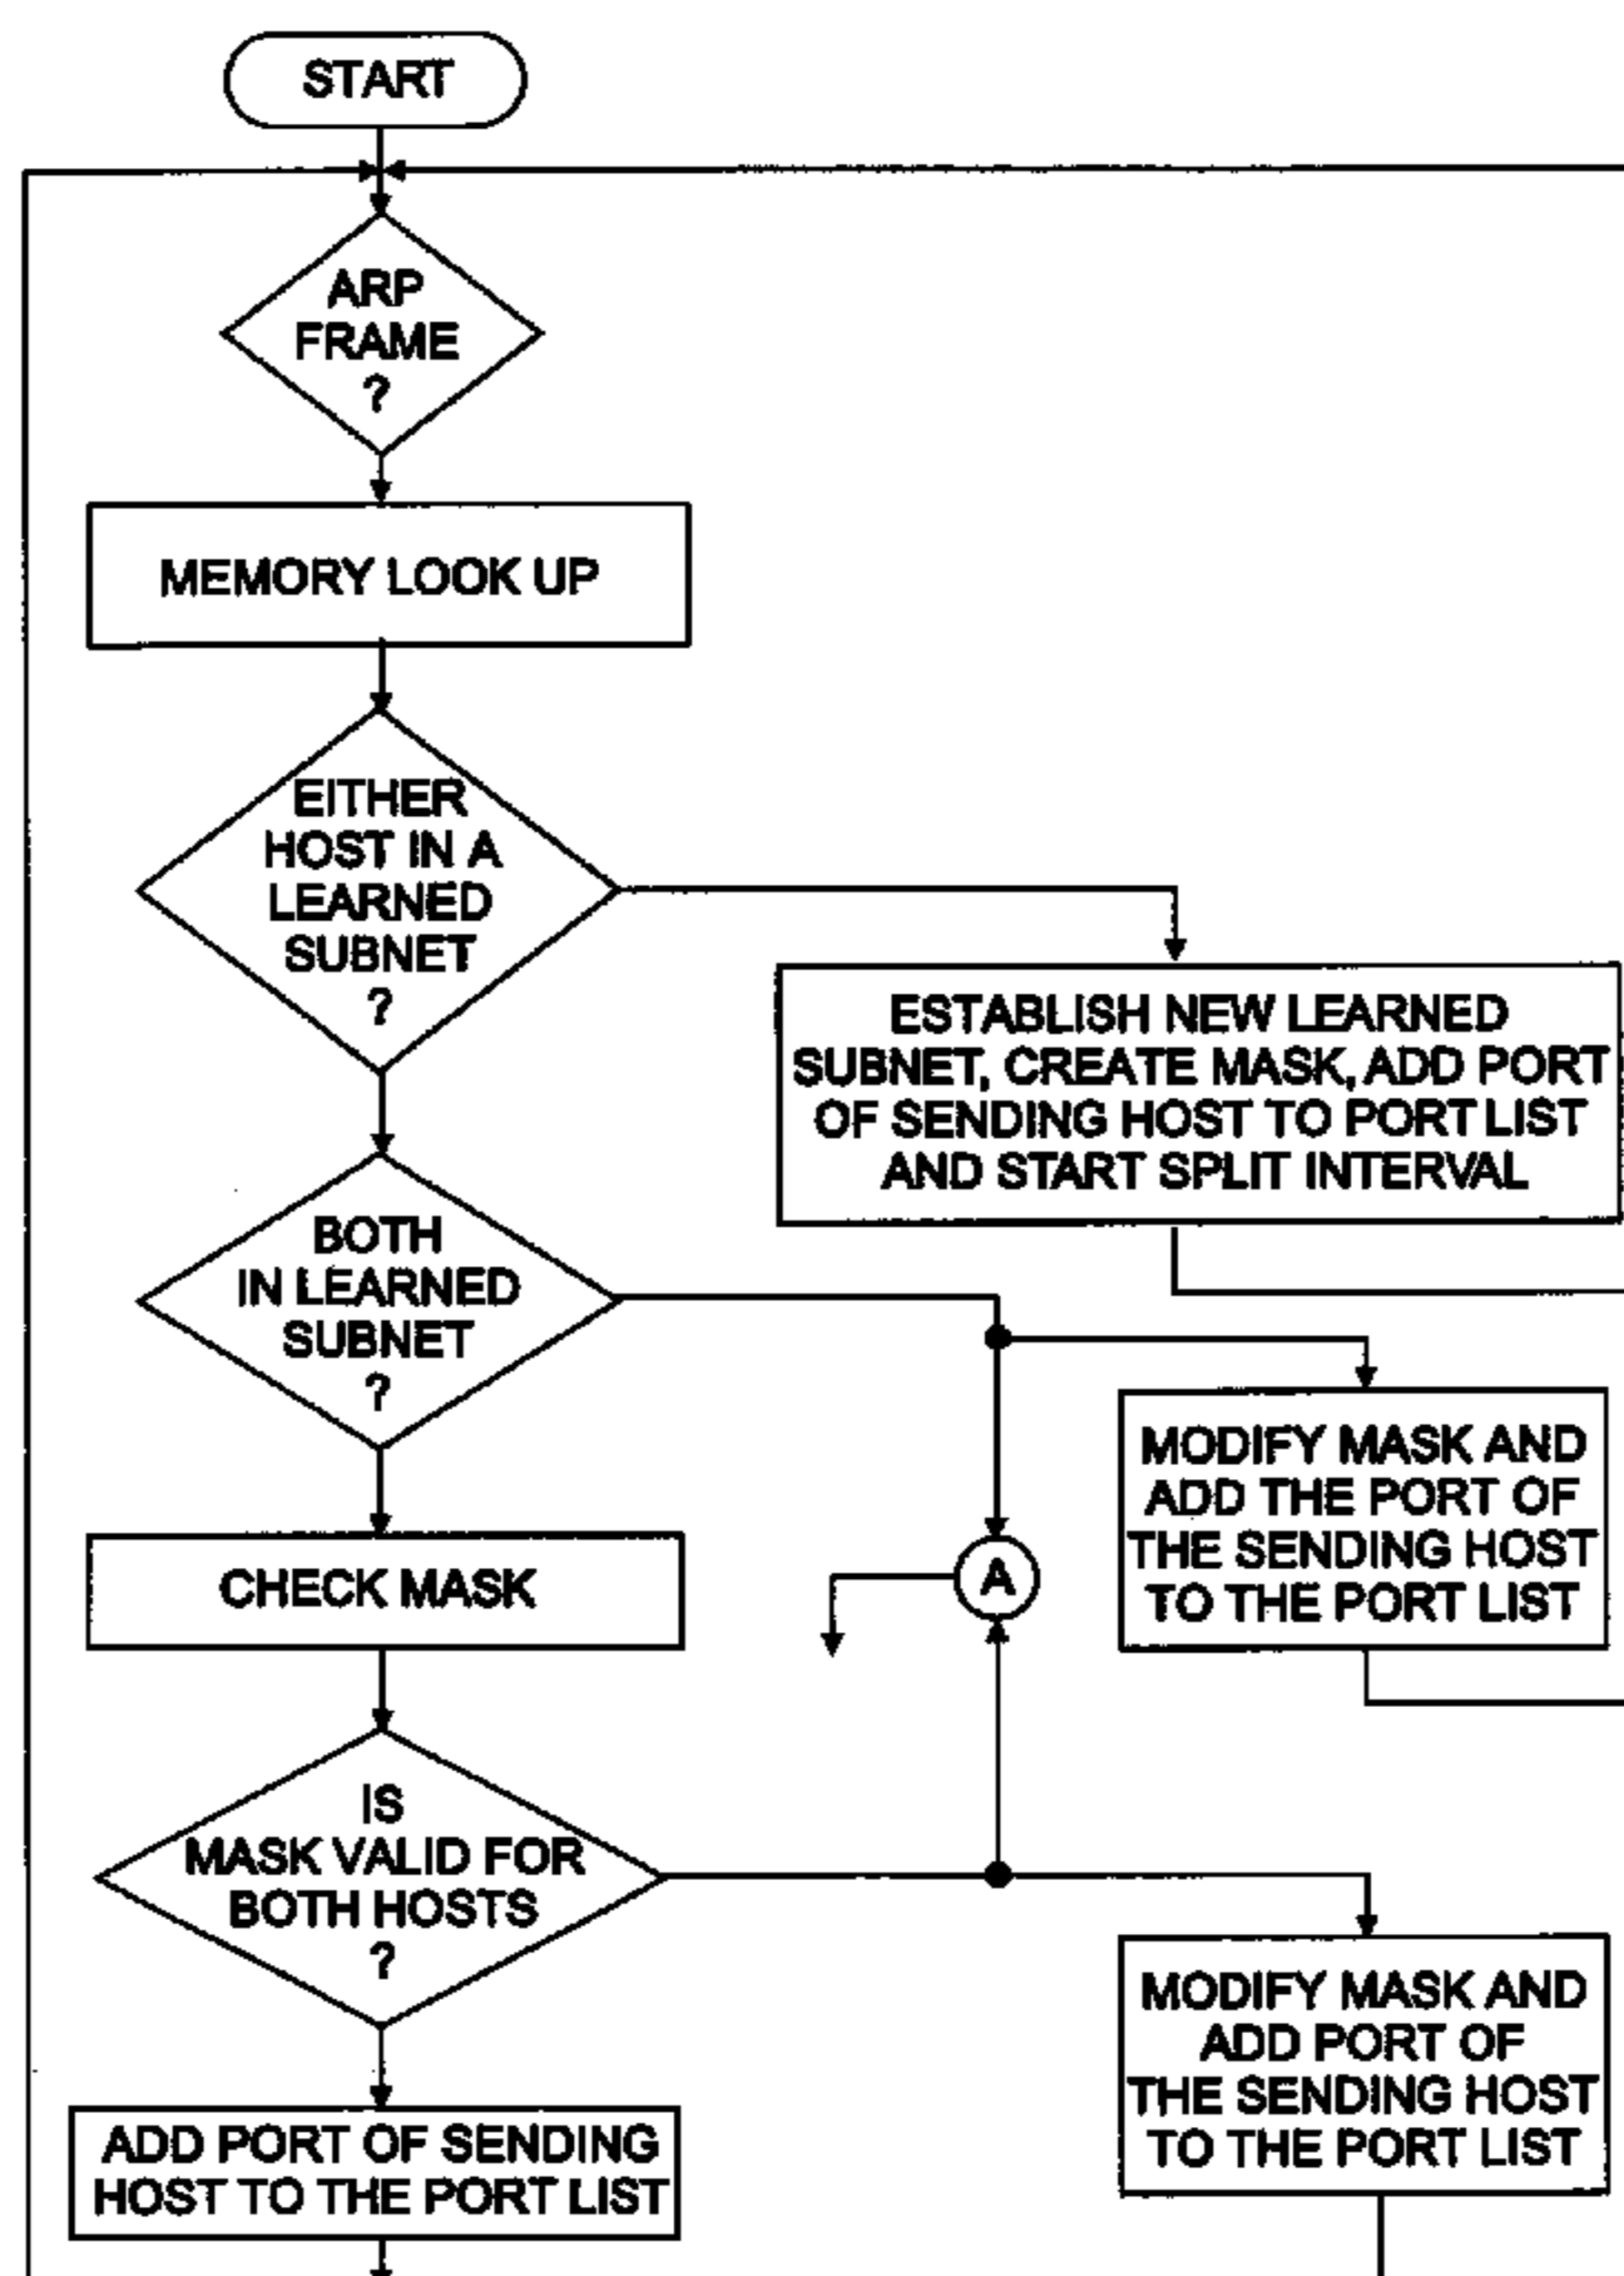 START
ARP
FRAME
?
MEMORY LOOK UP
EITHER
HOST IN A
LEARNED
SUBNET
?
ESTABLISH NEW LEARNED
SUBNET, CREATE MASK, ADD PORT
OF SENDING HOST TO PORT LIST
AND START SPLIT INTERVAL
BOTH
IN LEARNED
SUBNET
?
MODIFY MASK AND
ADD THE PORT OF
THE SENDING HOST
TO THE PORT LIST
CHECK MASK
A
IS
MASK VALID FOR
BOTH HOSTS
?
MODIFY MASK AND
ADD PORT OF
THE SENDING HOST
TO THE PORT LIST
ADD PORT OF SENDING
HOST TO THE PORT LIST